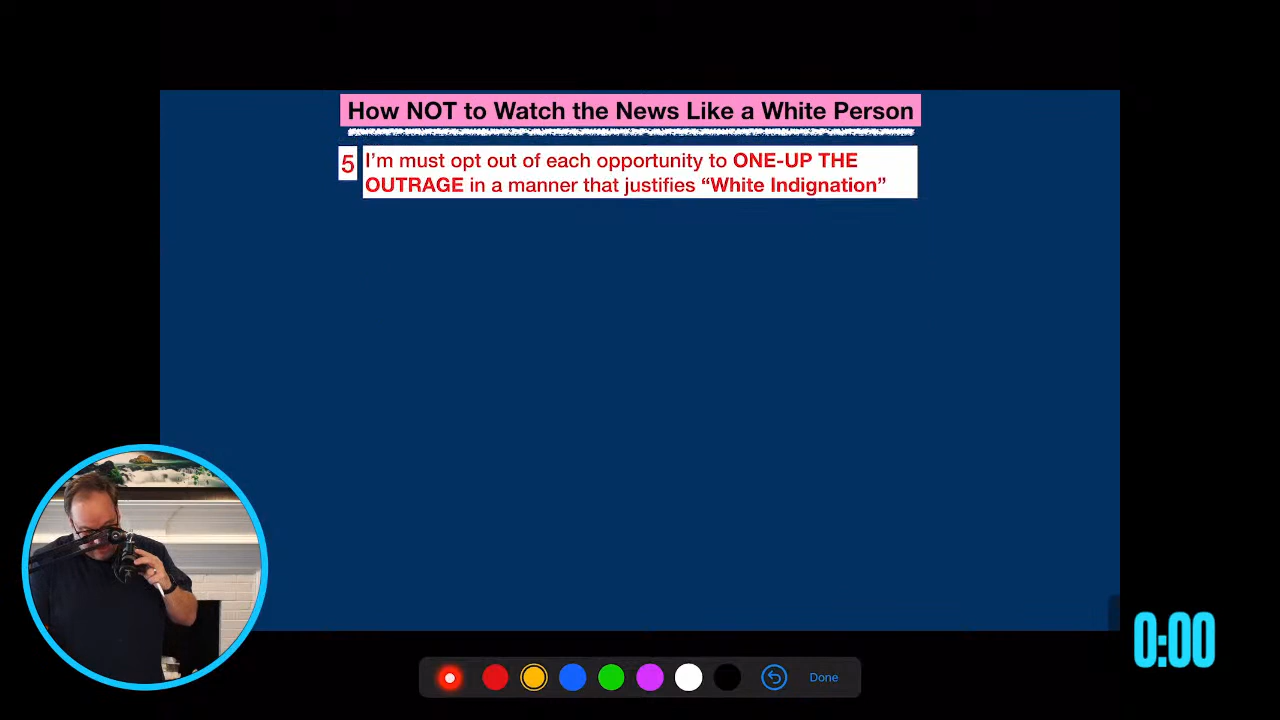 How NOT to Watch the News Like a White Person
5 I’m must opt out of each opportunity to ONE-UP THE
OUTRAGE in a manner that justifies “White Indignation”
0:00
Done